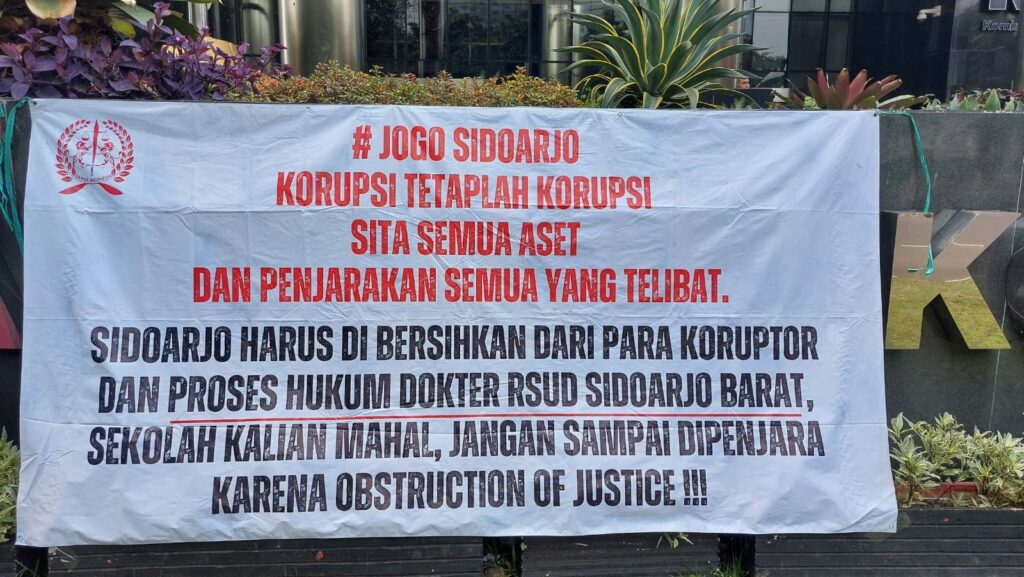 # JOGO SIDOARJO
KORUPSI TETAPLAH KORUPSI
SITA SEMUA ASET
DAN PENJARAKAN SEMUA YANG TELIBAT.
SIDOARJO HARUS DI BERSIHKAN DARI PARA KORUPTOR
DAN PROSES HUKUM DOKTER RSUD SIDOARJO BARAT,
SEKOLAH KALIAN MAHAL, JANGAN SAMPAI DIPENJARA
KARENA OBSTRUCTION OF JUSTICE !!!
K